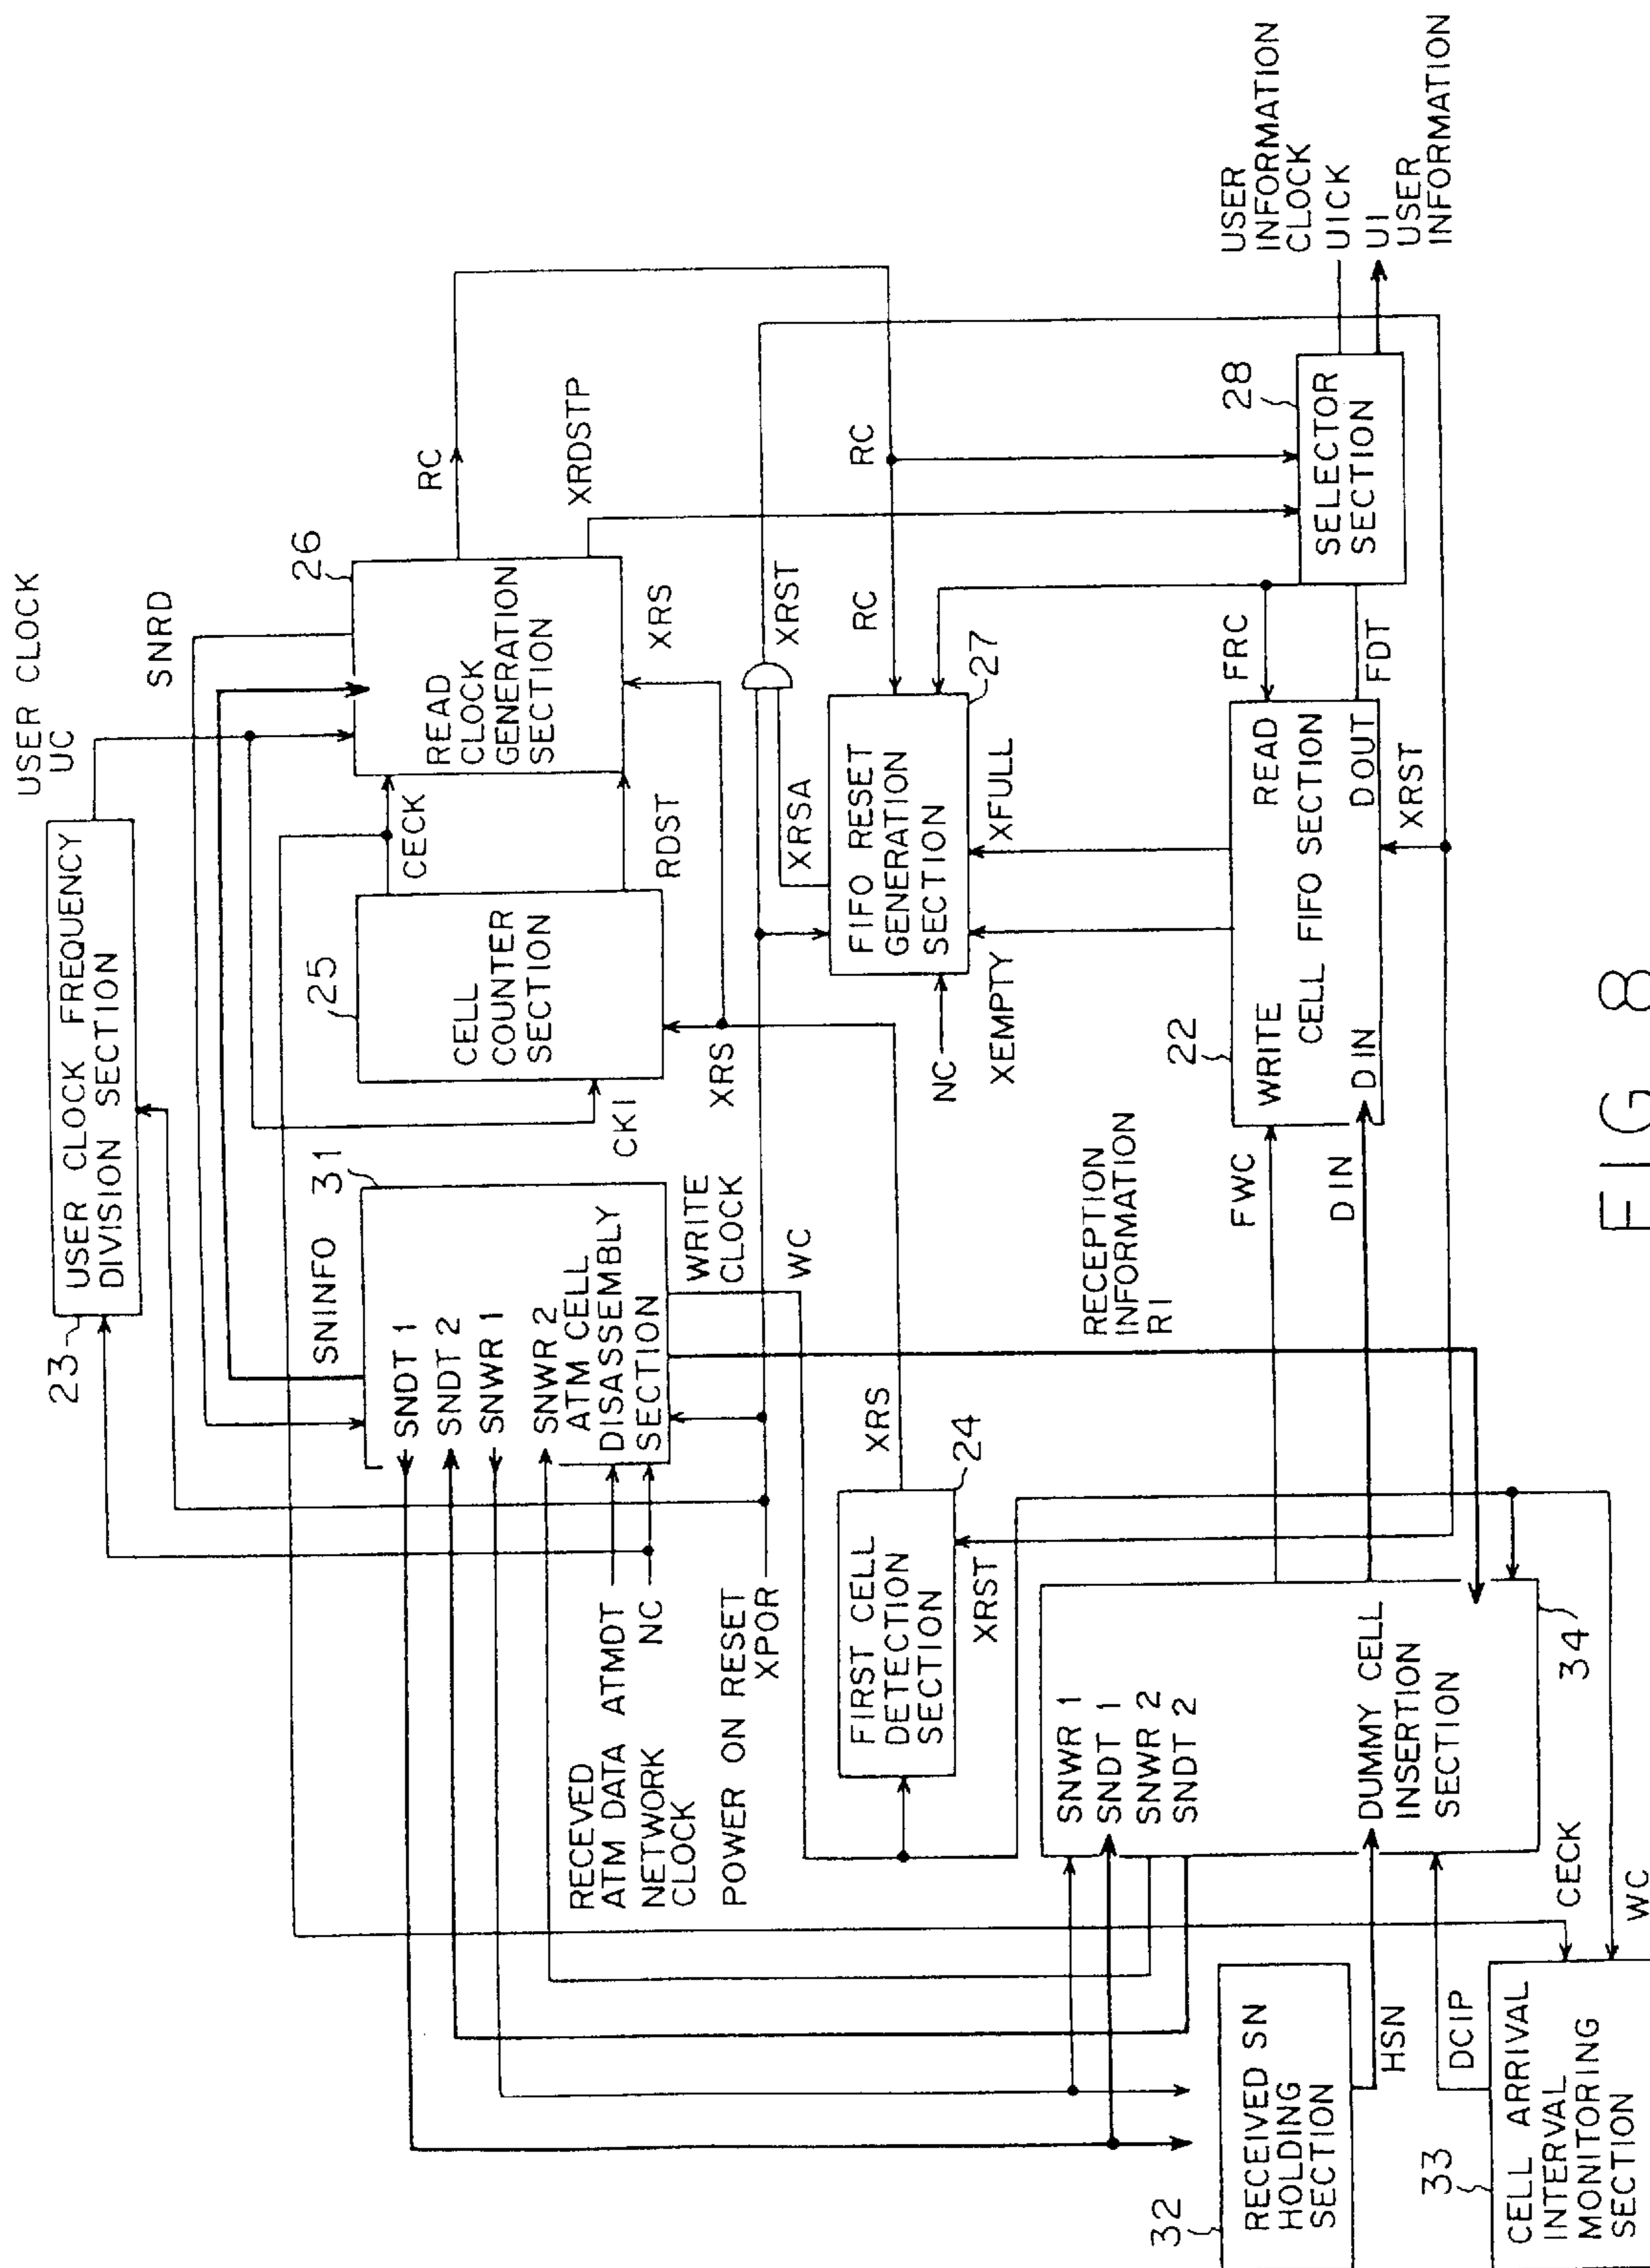 USER CLOCK
UC
23
USER CLOCK FREQUENCY
DIVISION SECTION
SNRD
SNINFO
31
SNDT 1
SNDT 2
SNWR 1
SNWR 2
ATM CELL
DISASSEMBLY
SECTION
25
CELL
COUNTER
SECTION
CK1
CECK
RDST
26
READ
CLOCK
GENERATION
SECTION
RC
XRDSTP
XRS
XRS
RECEVED
ATM DATA ATMDT
NETWORK NC
CLOCK
POWER ON RESET
XPOR
WRITE
CLOCK
WC
XRST
XRSA
RC
RC
FIFO RESET
GENERATION
SECTION
27
NC
XEMPTY
XFULL
FIRST CELL
DETECTION
SECTION
24
XRS
XRST
RECEPTION
INFORMATION
RI
22
WRITE
READ
CELL FIFO SECTION
D IN
D OUT
FWC
D IN
FRC
FDT
XRST
28
SELECTOR
SECTION
USER
INFORMATION
CLOCK
UICK
UI
USER
INFORMATION
SNWR 1
SNDT 1
SNWR 2
SNDT 2
DUMMY CELL
INSERTION
SECTION
34
32
RECEIVED SN
HOLDING
SECTION
HSN
DCIP
33
CELL ARRIVAL
INTERVAL
MONITORING
SECTION
CECK
WC
FIG 8